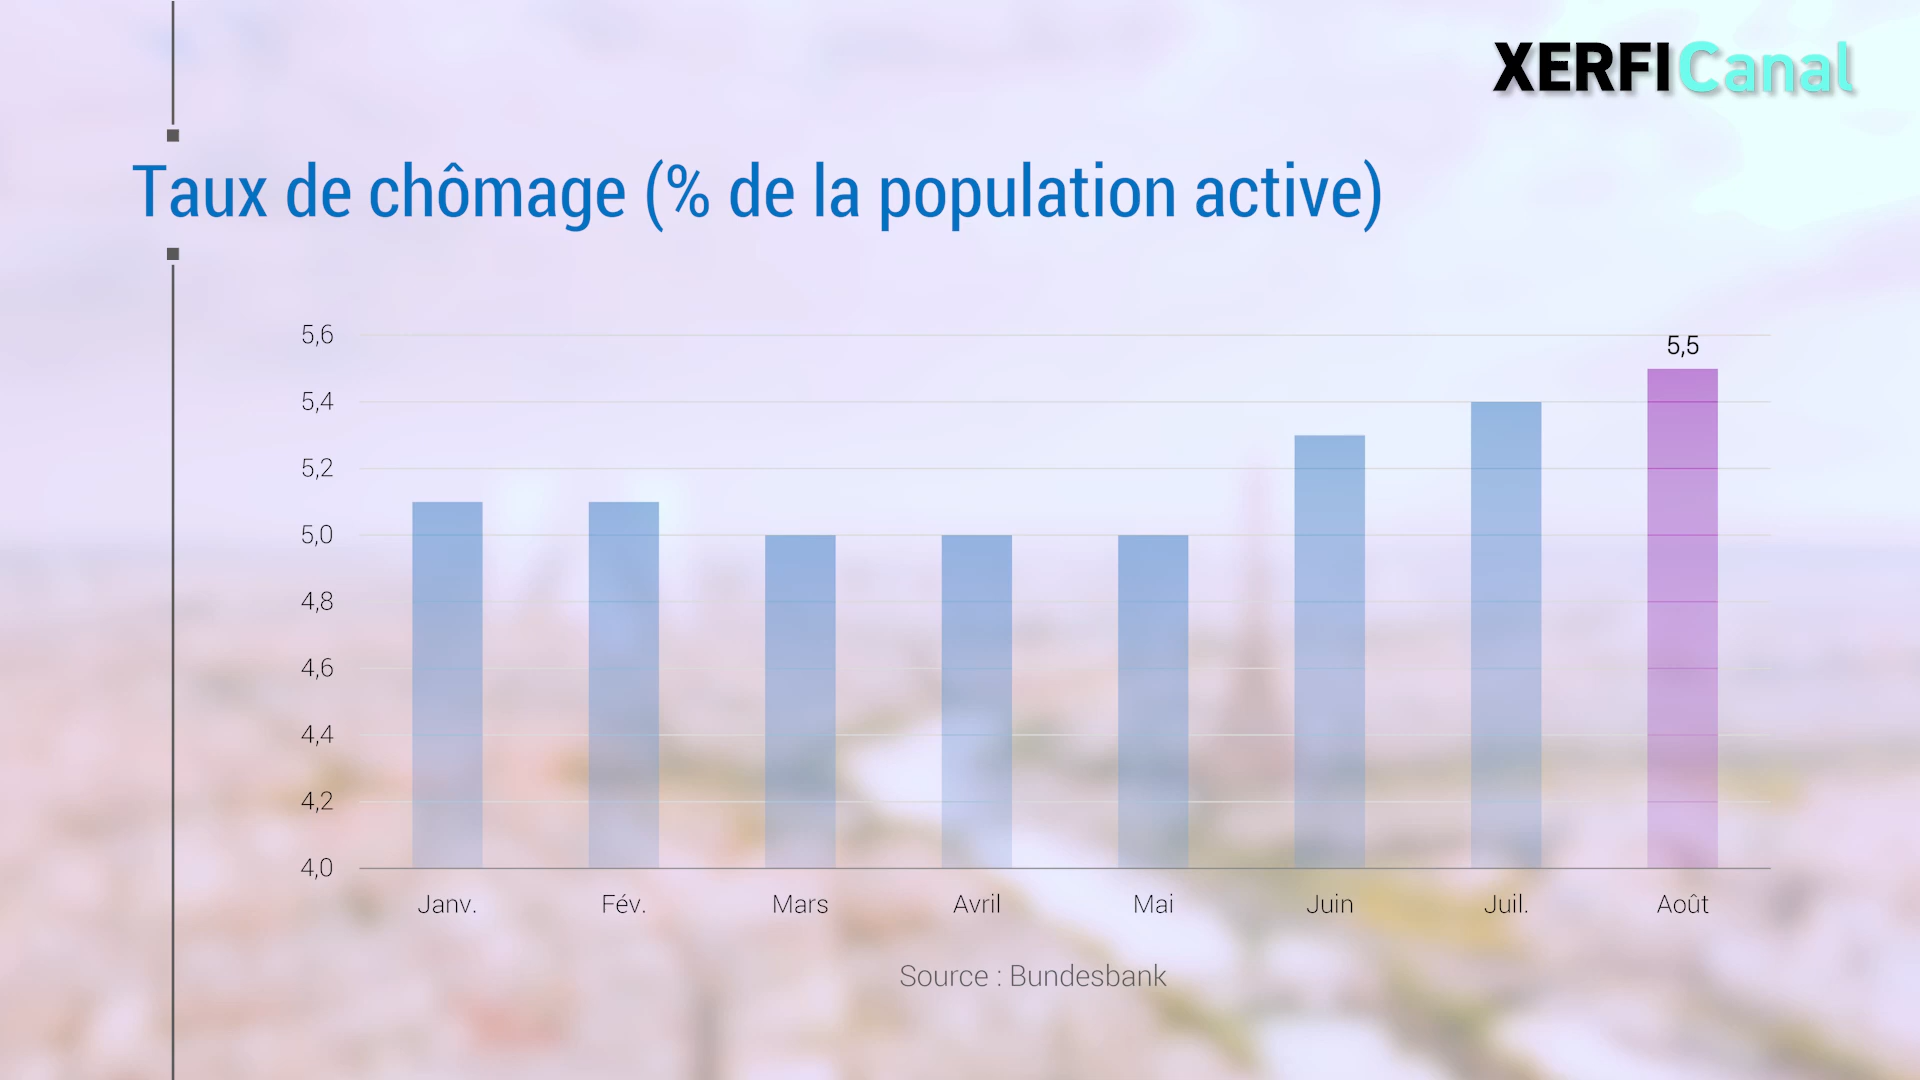 XERFI Canal
Taux de chômage (% de la population active)
5,6
5,4
5,2
5,0
4,8
4,6
4,4
4,2
4,0
5,5
Janv. Fév. Mars Avril Mai Juin Juil. Août
Source : Bundesbank